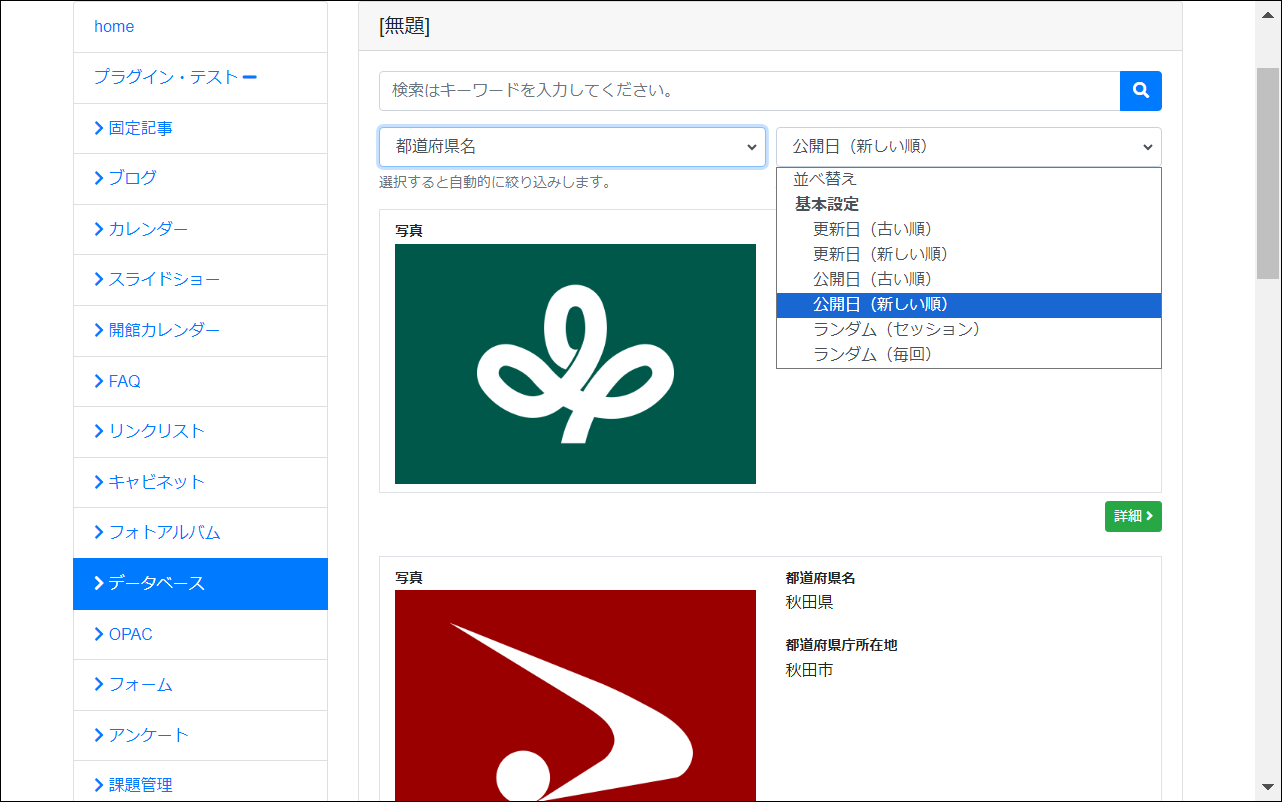 home
プラグイン・テスト
固定記事
ブログ
カレンダー
スライドショー
開館カレンダー
FAQ
リンクリスト
キャビネット
フォトアルバム
データベース
OPAC
フォーム
アンケート
課題管理
[無題]
検索はキーワードを入力してください。
都道府県名
選択すると自動的に絞り込みします。
公開日（新しい順）
並べ替え
基本設定
更新日（古い順）
更新日（新しい順）
公開日（古い順）
公開日（新しい順）
ランダム（セッション）
ランダム（毎回）
写真
詳細
写真
都道府県名
秋田県
都道府県庁所在地
秋田市